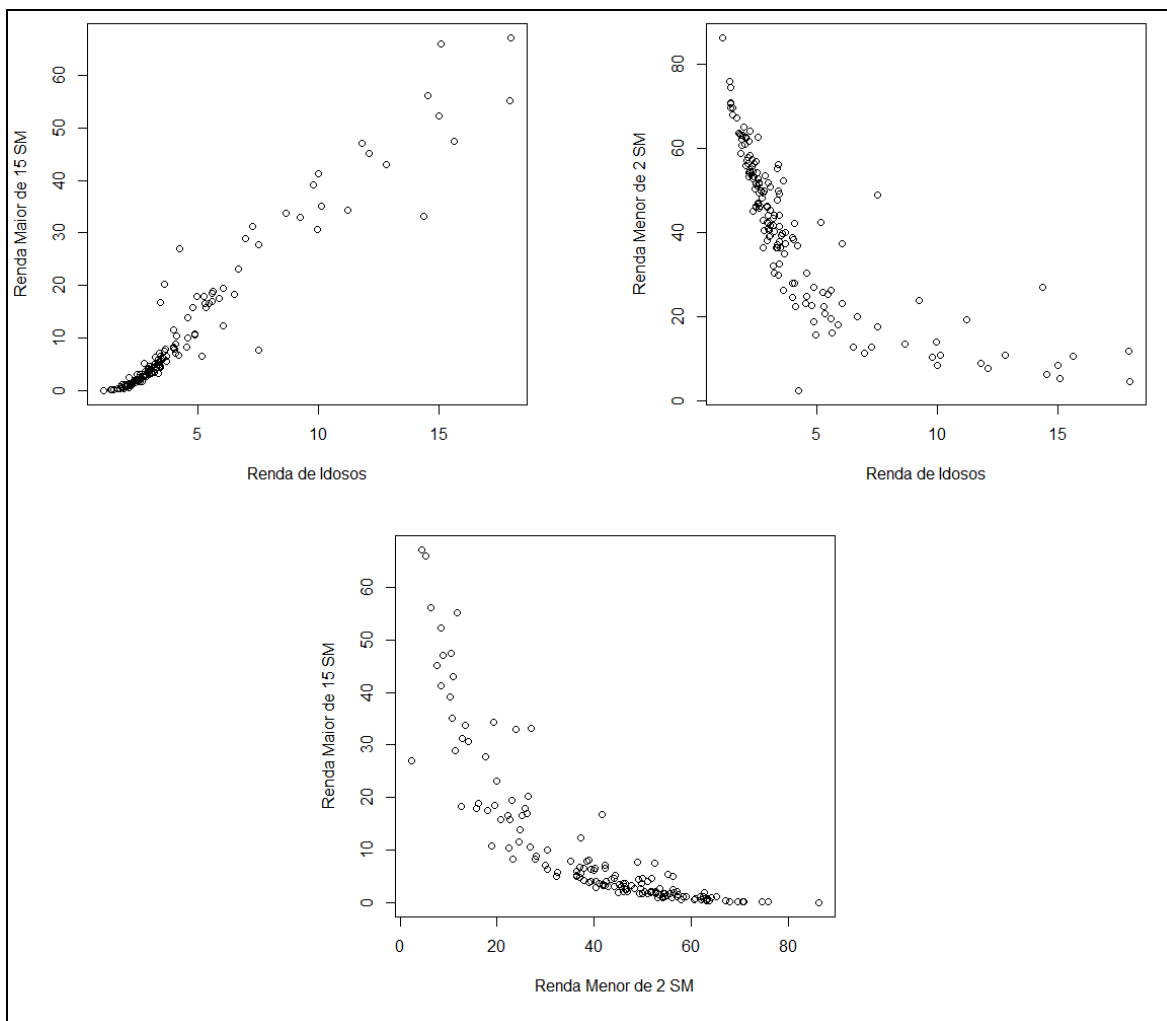 Renda Maior de 15 SM
0 10 20 30 40 50 60
5 10 15
Renda de Idosos
Renda Menor de 2 SM
0 20 40 60 80
5 10 15
Renda de Idosos
Renda Maior de 15 SM
0 10 20 30 40 50 60
0 20 40 60 80
Renda Menor de 2 SM